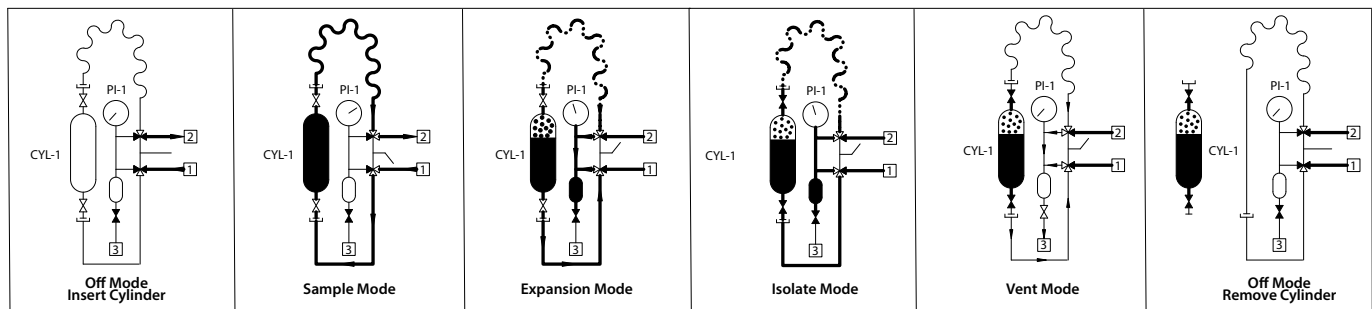 PI-1
2
CYL-1
1
3
Off Mode
Insert Cylinder
PI-1
2
CYL-1
1
3
Sample Mode
PI-1
2
CYL-1
1
3
Expansion Mode
PI-1
2
CYL-1
1
3
Isolate Mode
PI-1
2
CYL-1
1
3
Vent Mode
PI-1
2
CYL-1
1
3
Off Mode
Remove Cylinder